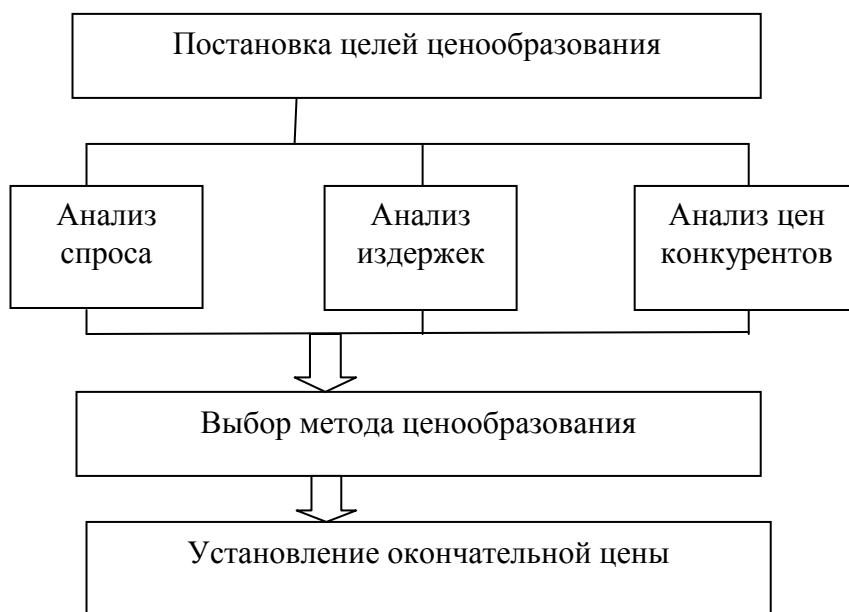 Постановка целей ценообразования
Анализ
спроса
Анализ
издержек
Анализ цен
конкурентов
Выбор метода ценообразования
Установление окончательной цены